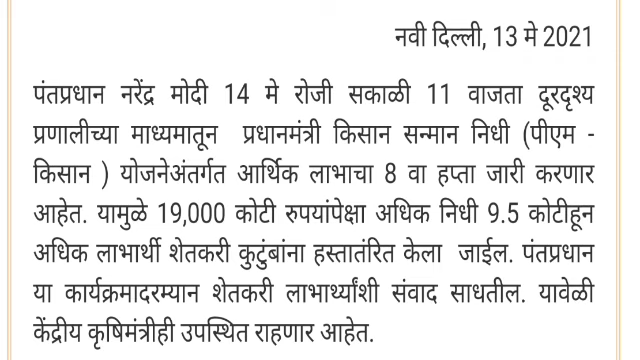 नवी दिल्ली, 13 मे 2021
पंतप्रधान नरेंद्र मोदी 14 मे रोजी सकाळी 11 वाजता दूरदृश्य
प्रणालीच्या माध्यमातून प्रधानमंत्री किसान सन्मान निधी (पीएम -
किसान ) योजनेअंतर्गत आर्थिक लाभाचा 8 वा हप्ता जारी करणार
आहेत. यामुळे 19,000 कोटी रुपयांपेक्षा अधिक निधी 9.5 कोटीहून
अधिक लाभार्थी शेतकरी कुटुंबांना हस्तातंरित केला जाईल. पंतप्रधान
या कार्यक्रमादरम्यान शेतकरी लाभार्थ्यांशी संवाद साधतील. यावेळी
केंद्रीय कृषिमंत्रीही उपस्थित राहणार आहेत.